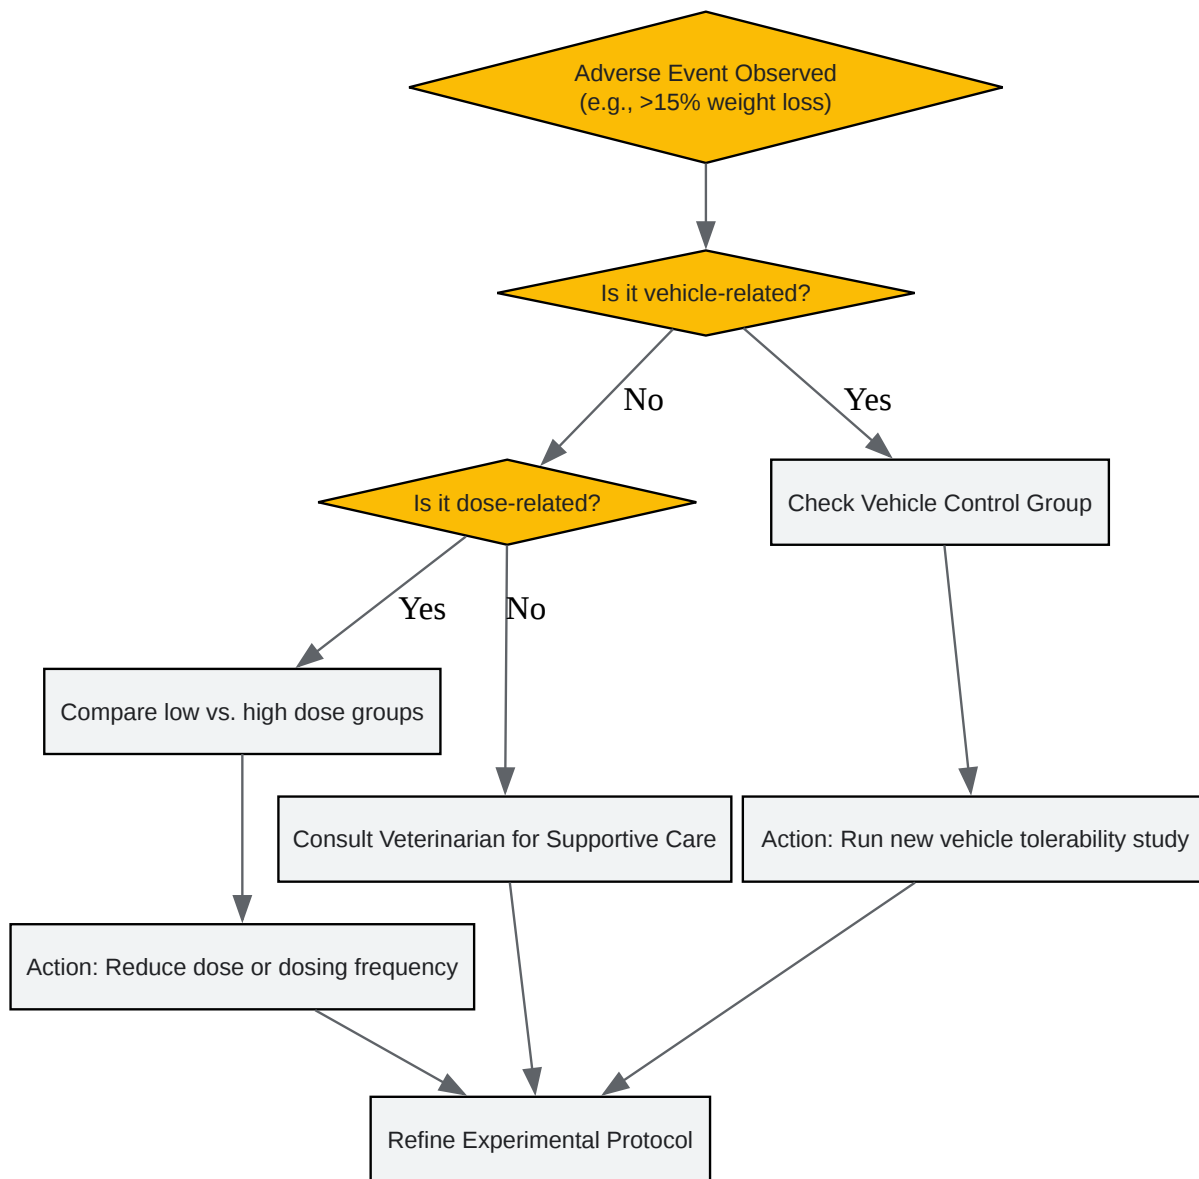 Adverse Event Observed
(e.g., >15% weight loss)
Is it vehicle-related?
No
Yes
Is it dose-related?
Check Vehicle Control Group
Yes
No
Compare low vs. high dose groups
Consult Veterinarian for Supportive Care
Action: Run new vehicle tolerability study
Action: Reduce dose or dosing frequency
Refine Experimental Protocol